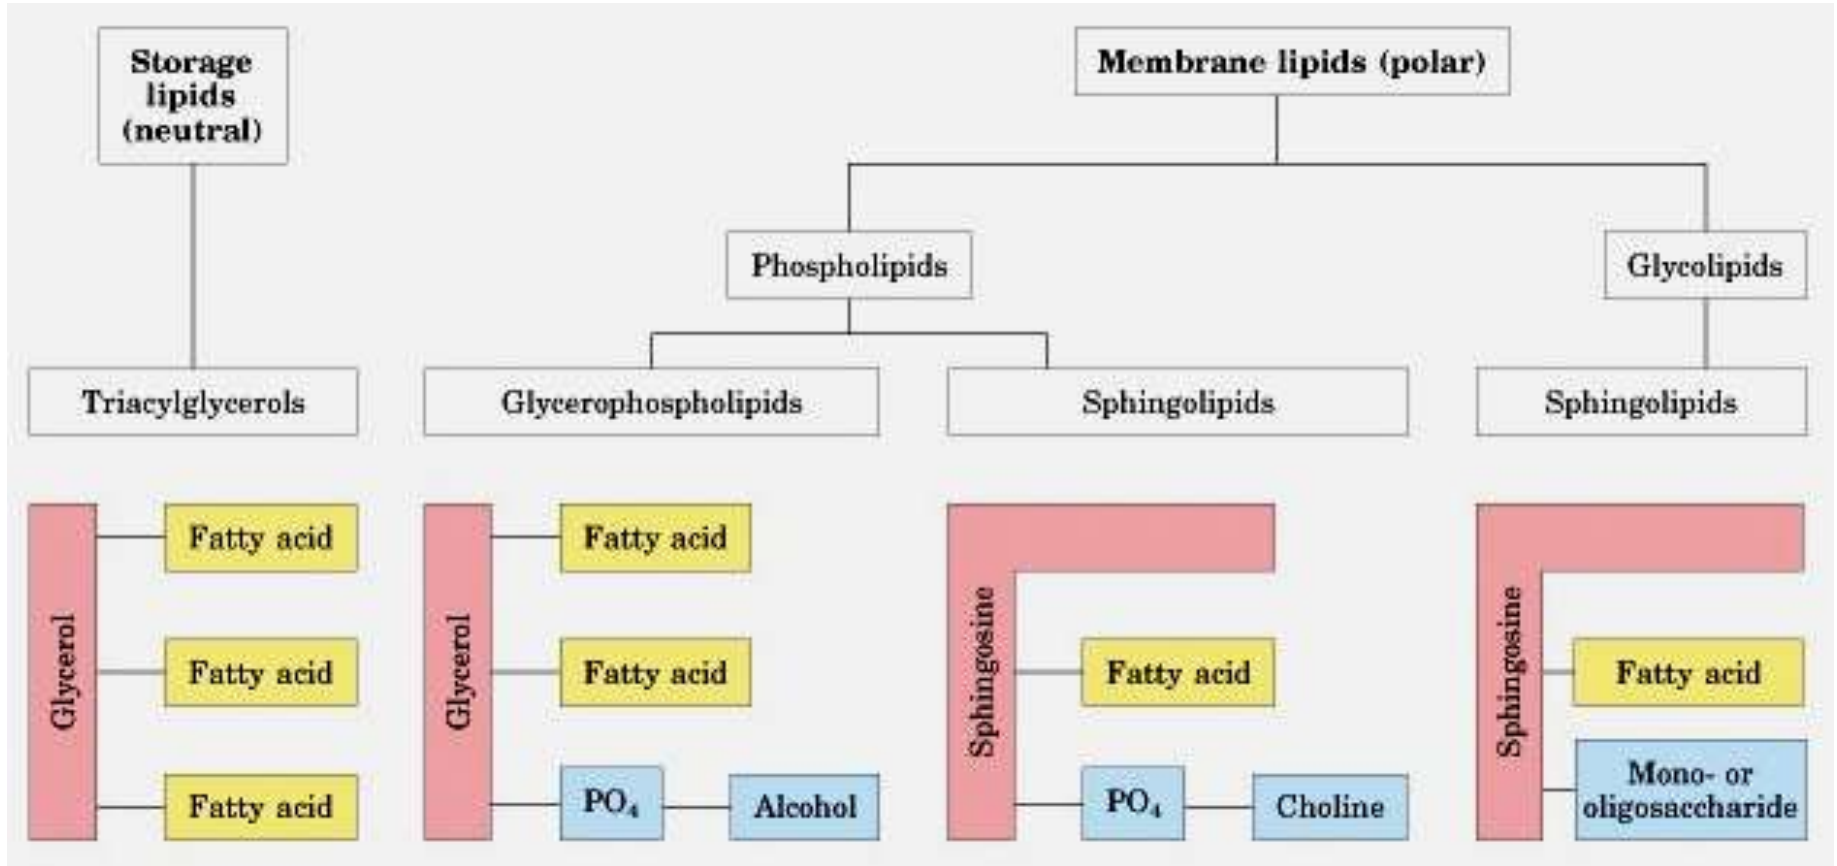 Storage
lipids
(neutral)
Membrane lipids (polar)
Phospholipids
Glycolipids
Triacylglycerols
Glycerophospholipids
Sphingolipids
Sphingolipids
Glycerol
Fatty acid
Fatty acid
Fatty acid
Glycerol
Fatty acid
Fatty acid
PO₄
Alcohol
Sphingosine
Fatty acid
PO₄
Choline
Sphingosine
Fatty acid
Mono- or
oligosaccharide